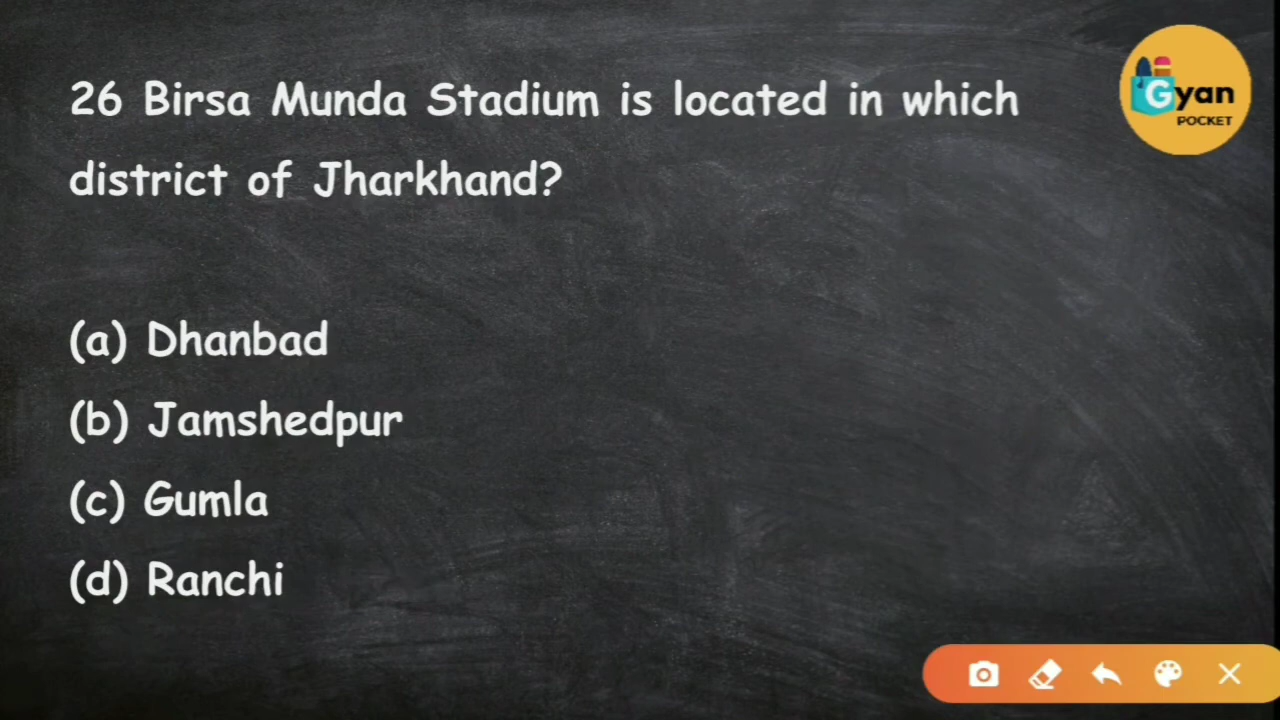 26 Birsa Munda Stadium is located in which
district of Jharkhand?
Gyan
POCKET
(a) Dhanbad
(b) Jamshedpur
(c) Gumla
(d) Ranchi